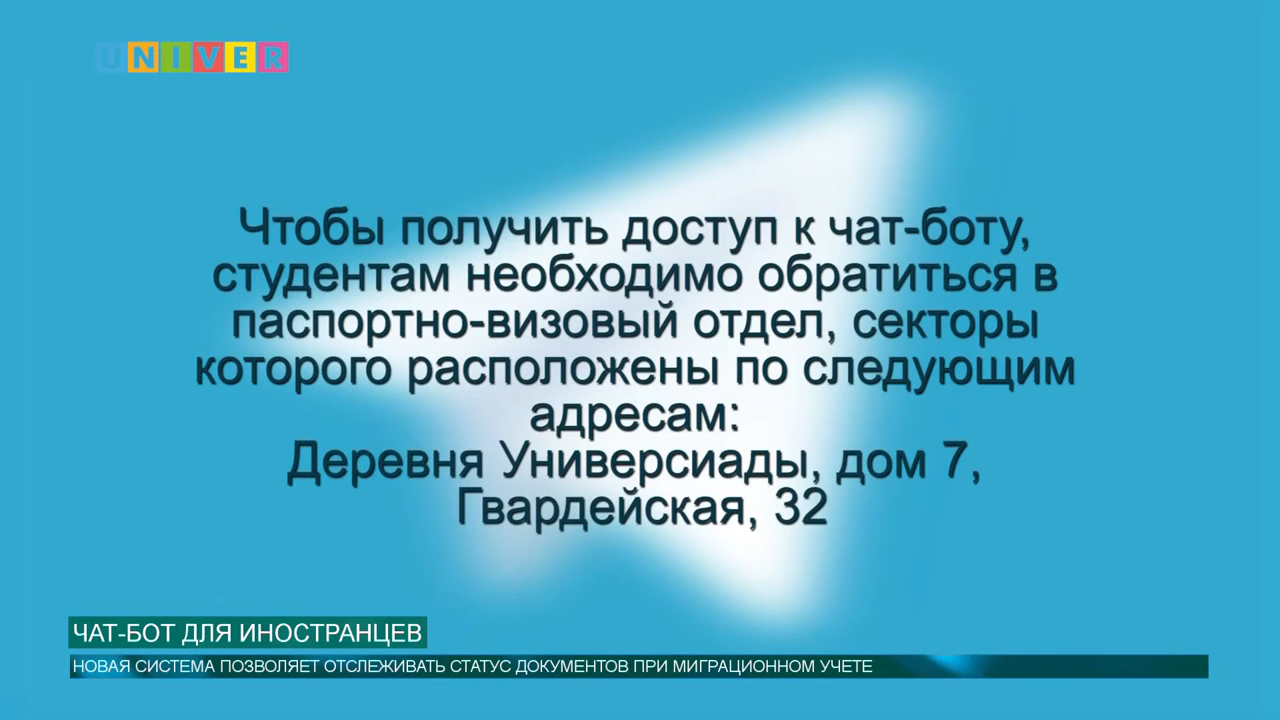 UNIVER
Чтобы получить доступ к чат-боту,
студентам необходимо обратиться в
паспортно-визовый отдел, секторы
которого расположены по следующим
адресам:
Деревня Универсиады, дом 7,
Гвардейская, 32
ЧАТ-БОТ ДЛЯ ИНОСТРАНЦЕВ
НОВАЯ СИСТЕМА ПОЗВОЛЯЕТ ОТСЛЕЖИВАТЬ СТАТУС ДОКУМЕНТОВ ПРИ МИГРАЦИОННОМ УЧЕТЕ